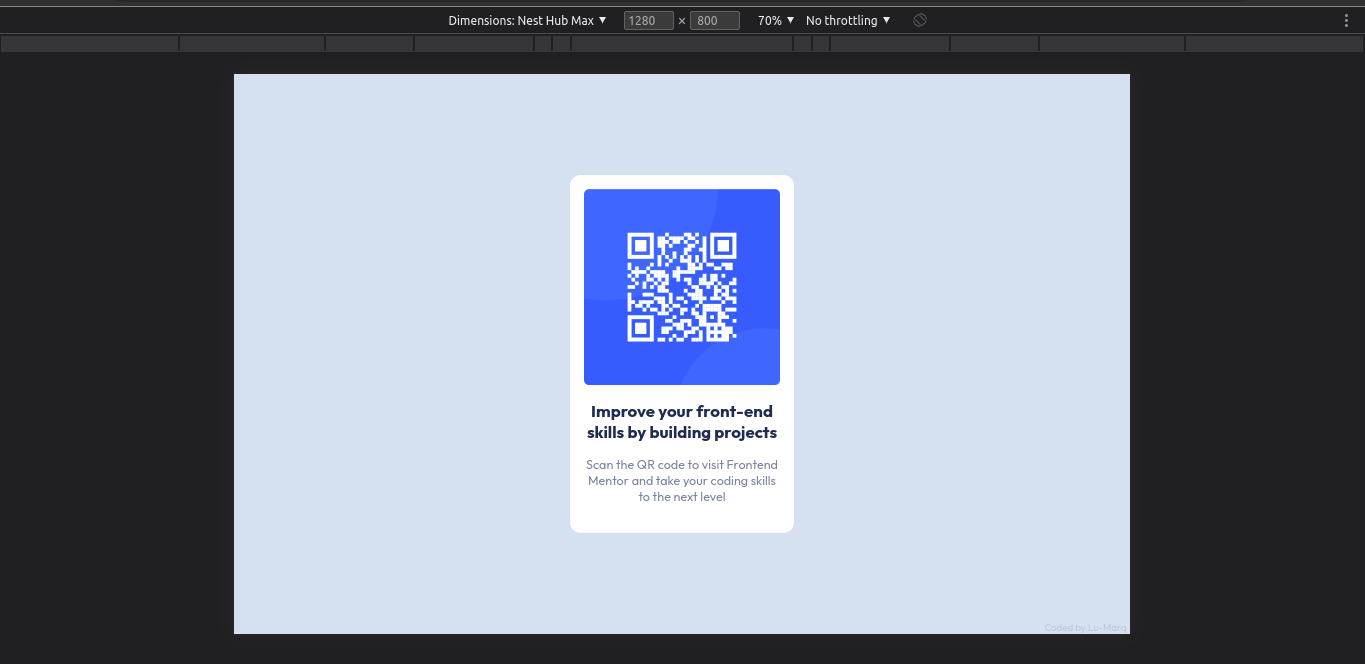 Dimensions: Nest Hub Max 1280 × 800 70% No throttling
Improve your front-end
skills by building projects
Scan the QR code to visit Frontend
Mentor and take your coding skills
to the next level
Coded by Lu-Marq